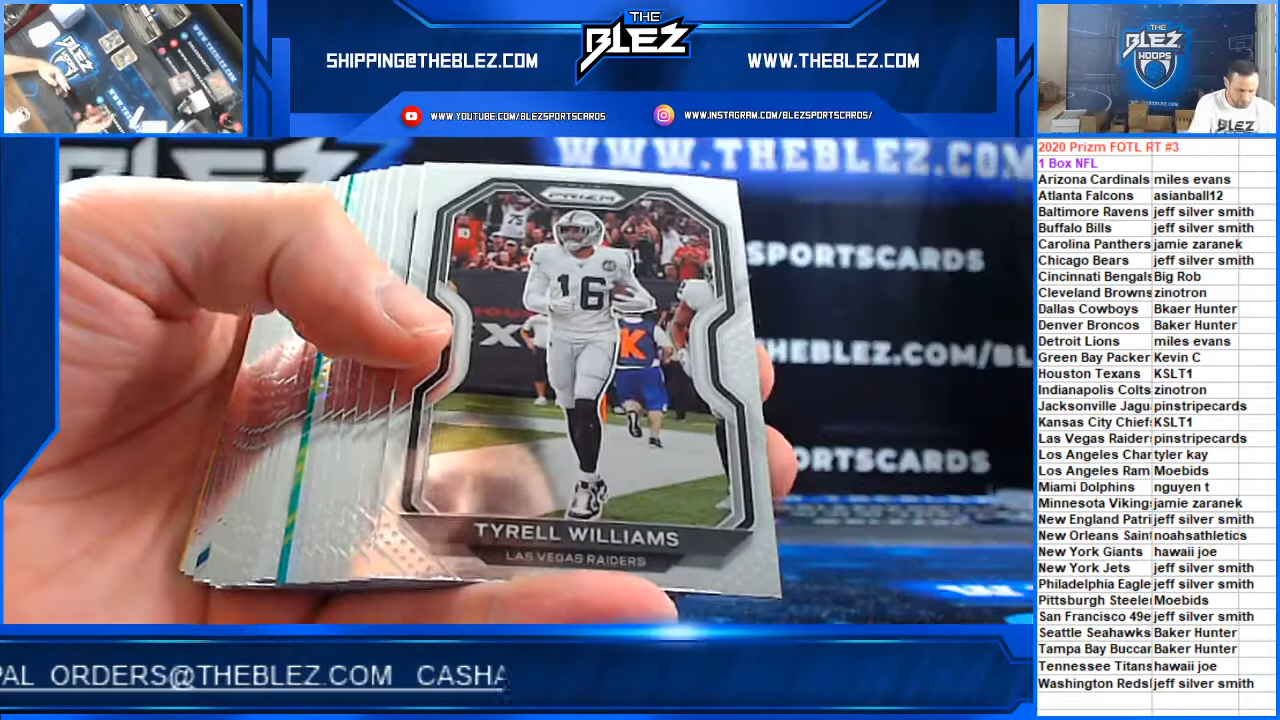 THE
BLEZ
SHIPPING@THEBLEZ.COM
WWW.THEBLEZ.COM
WWW.YOUTUBE.COM/BLEZSPORTSCARDS
WWW.INSTAGRAM.COM/BLEZSPORTSCARDS/
THE
BLEZ
HOOPS
BLEZ
WWW.THEBLEZ.COM
SPORTSCARDS
HEBLEZ.COM/BL
ORTSCARDS
PRIZM
75
16
K
TYRELL WILLIAMS
LAS VEGAS RAIDERS
PAL ORDERS@THEBLEZ.COM CASHA
2020 Prizm FOTL RT #3
1 Box NFL
Arizona Cardinals miles evans
Atlanta Falcons asianball12
Baltimore Ravens jeff silver smith
Buffalo Bills jeff silver smith
Carolina Panthers jamie zaranek
Chicago Bears jeff silver smith
Cincinnati Bengals Big Rob
Cleveland Browns zinotron
Dallas Cowboys Bkaer Hunter
Denver Broncos Baker Hunter
Detroit Lions miles evans
Green Bay Packer Kevin C
Houston Texans KSLT1
Indianapolis Colts zinotron
Jacksonville Jagu pinstripecards
Kansas City Chief KSLT1
Las Vegas Raider pinstripecards
Los Angeles Char tyler kay
Los Angeles Ram Moebids
Miami Dolphins nguyen t
Minnesota Viking jamie zaranek
New England Patri jeff silver smith
New Orleans Saint noahsathletics
New York Giants hawaii joe
New York Jets jeff silver smith
Philadelphia Eagle jeff silver smith
Pittsburgh Steele Moebids
San Francisco 49e jeff silver smith
Seattle Seahawks Baker Hunter
Tampa Bay Buccar Baker Hunter
Tennessee Titans hawaii joe
Washington Reds jeff silver smith